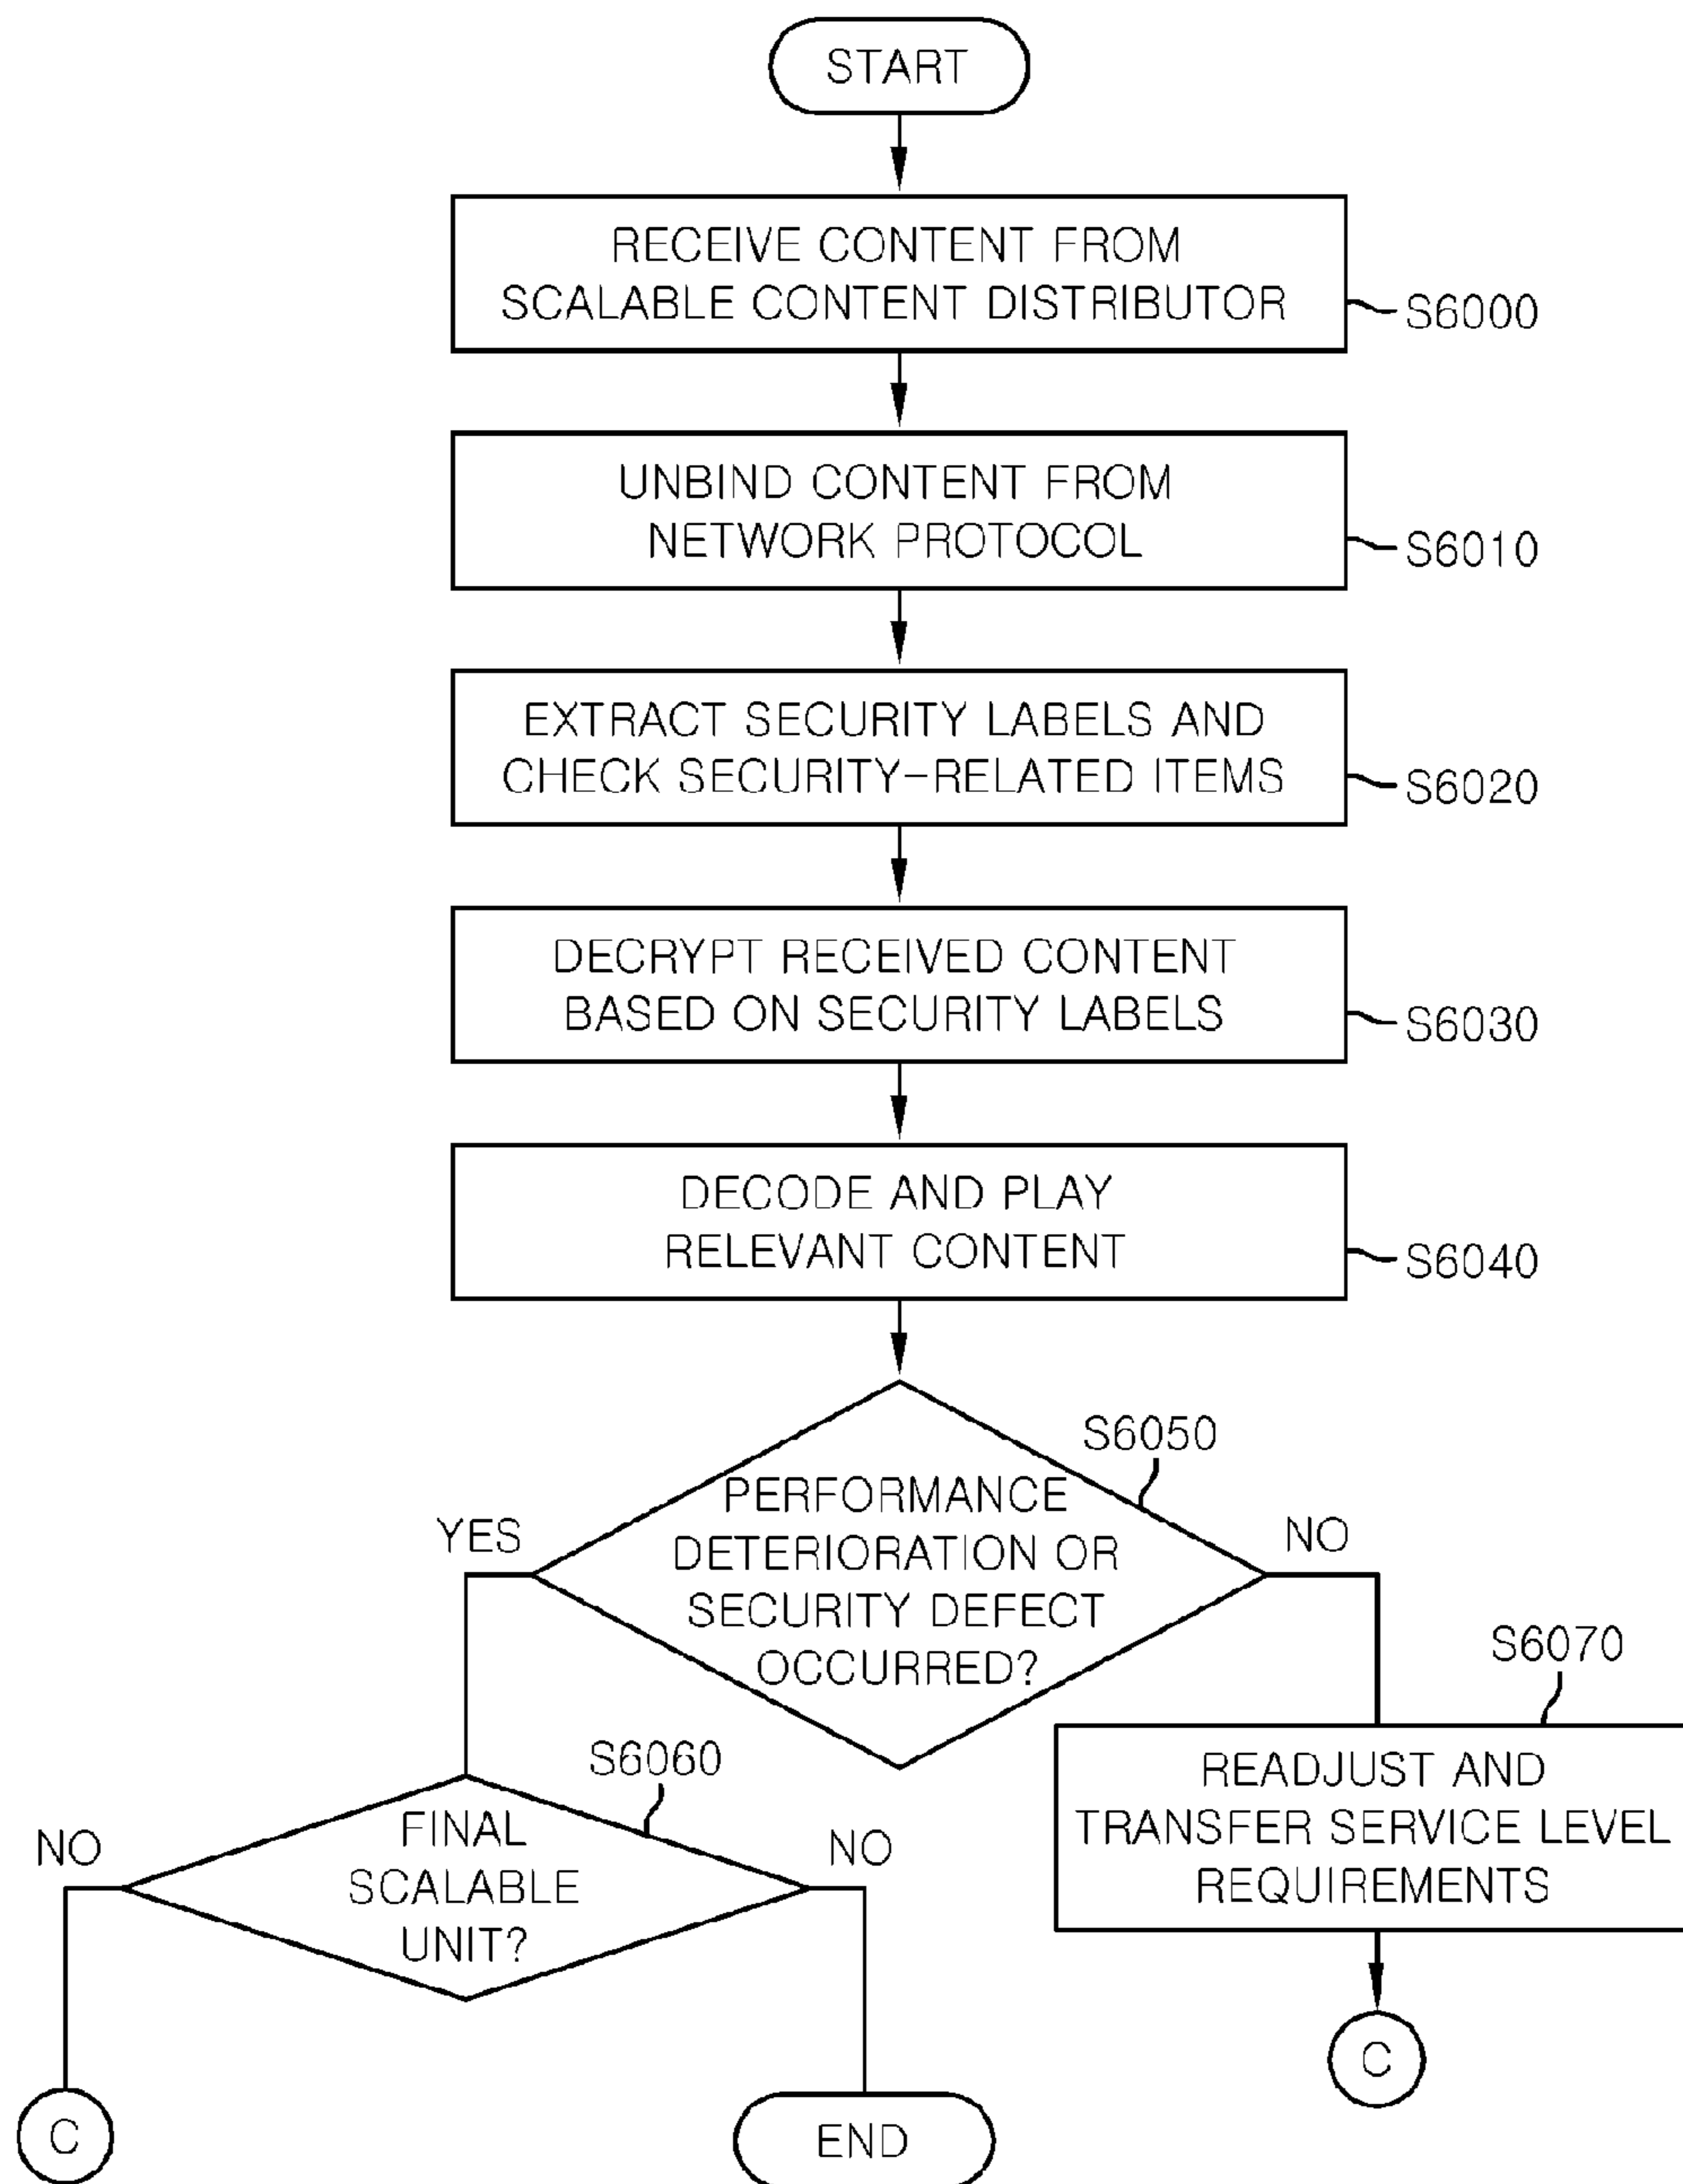 START
RECEIVE CONTENT FROM
SCALABLE CONTENT DISTRIBUTOR
S6000
UNBIND CONTENT FROM
NETWORK PROTOCOL
S6010
EXTRACT SECURITY LABELS AND
CHECK SECURITY-RELATED ITEMS
S6020
DECRYPT RECEIVED CONTENT
BASED ON SECURITY LABELS
S6030
DECODE AND PLAY
RELEVANT CONTENT
S6040
S6050
PERFORMANCE
DETERIORATION OR
SECURITY DEFECT
OCCURRED?
YES
NO
S6070
READJUST AND
TRANSFER SERVICE LEVEL
REQUIREMENTS
S6060
FINAL
SCALABLE
UNIT?
NO
NO
C
C
END